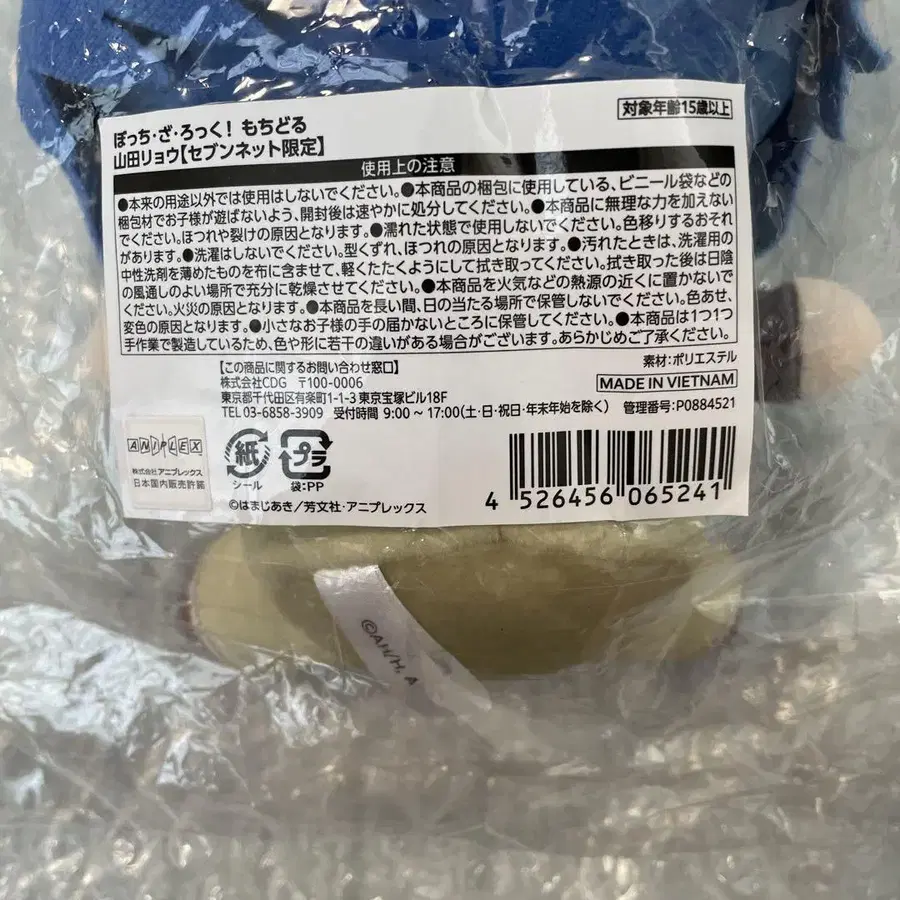 ぼっち・ざ・ろっく！ もちどる
山田リョウ【セブンネット限定】
対象年齢15歳以上
使用上の注意
●本来の用途以外では使用はしないでください。●本商品の梱包に使用している、ビニール袋などの
梱包材でお子様が遊ばないよう、開封後は速やかに処分してください。●本商品に無理な力を加えない
でください。ほつれや裂けの原因となります。●濡れた状態で使用しないでください。色移りするおそれ
があります。●洗濯はしないでください。型くずれ、ほつれの原因となります。●汚れたときは、洗濯用の
中性洗剤を薄めたものを布に含ませて、軽くたたくようにして拭き取ってください。拭き取った後は日陰
の風通しのよい場所で充分に乾燥させてください。●本商品を火気などの熱源の近くに置かないで
ください。火災の原因となります。●本商品を長い間、日の当たる場所で保管しないでください。色あせ、
変色の原因となります。●小さなお子様の手の届かないところに保管してください。●本商品は1つ1つ
手作業で製造しているため、色や形に若干の違いがある場合がございます。あらかじめご了承ください。
【この商品に関するお問い合わせ窓口】
株式会社CDG 〒100-0006
東京都千代田区有楽町1-1-3 東京宝塚ビル18F
TEL 03-6858-3909 受付時間 9:00～17:00(土・日・祝日・年末年始を除く)
素材：ポリエステル
MADE IN VIETNAM
管理番号：P0884521
ANIPLEX
株式会社アニプレックス
日本国内販売許諾
紙
シール
プラ
袋：PP
©はまじあき/芳文社・アニプレックス
4 526456 065241
©AH/H, A